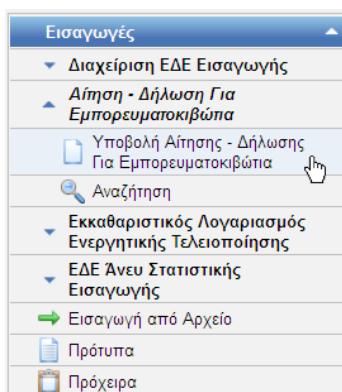 Εισαγωγές
Διαχείριση ΕΔΕ Εισαγωγής
Αίτηση - Δήλωση Για
Εμπορευματοκιβώτια
Υποβολή Αίτησης - Δήλωσης
Για Εμπορευματοκιβώτια
Αναζήτηση
Εκκαθαριστικός Λογαριασμός
Ενεργητικής Τελειοποίησης
ΕΔΕ Άνευ Στατιστικής
Εισαγωγής
Εισαγωγή από Αρχείο
Πρότυπα
Πρόχειρα